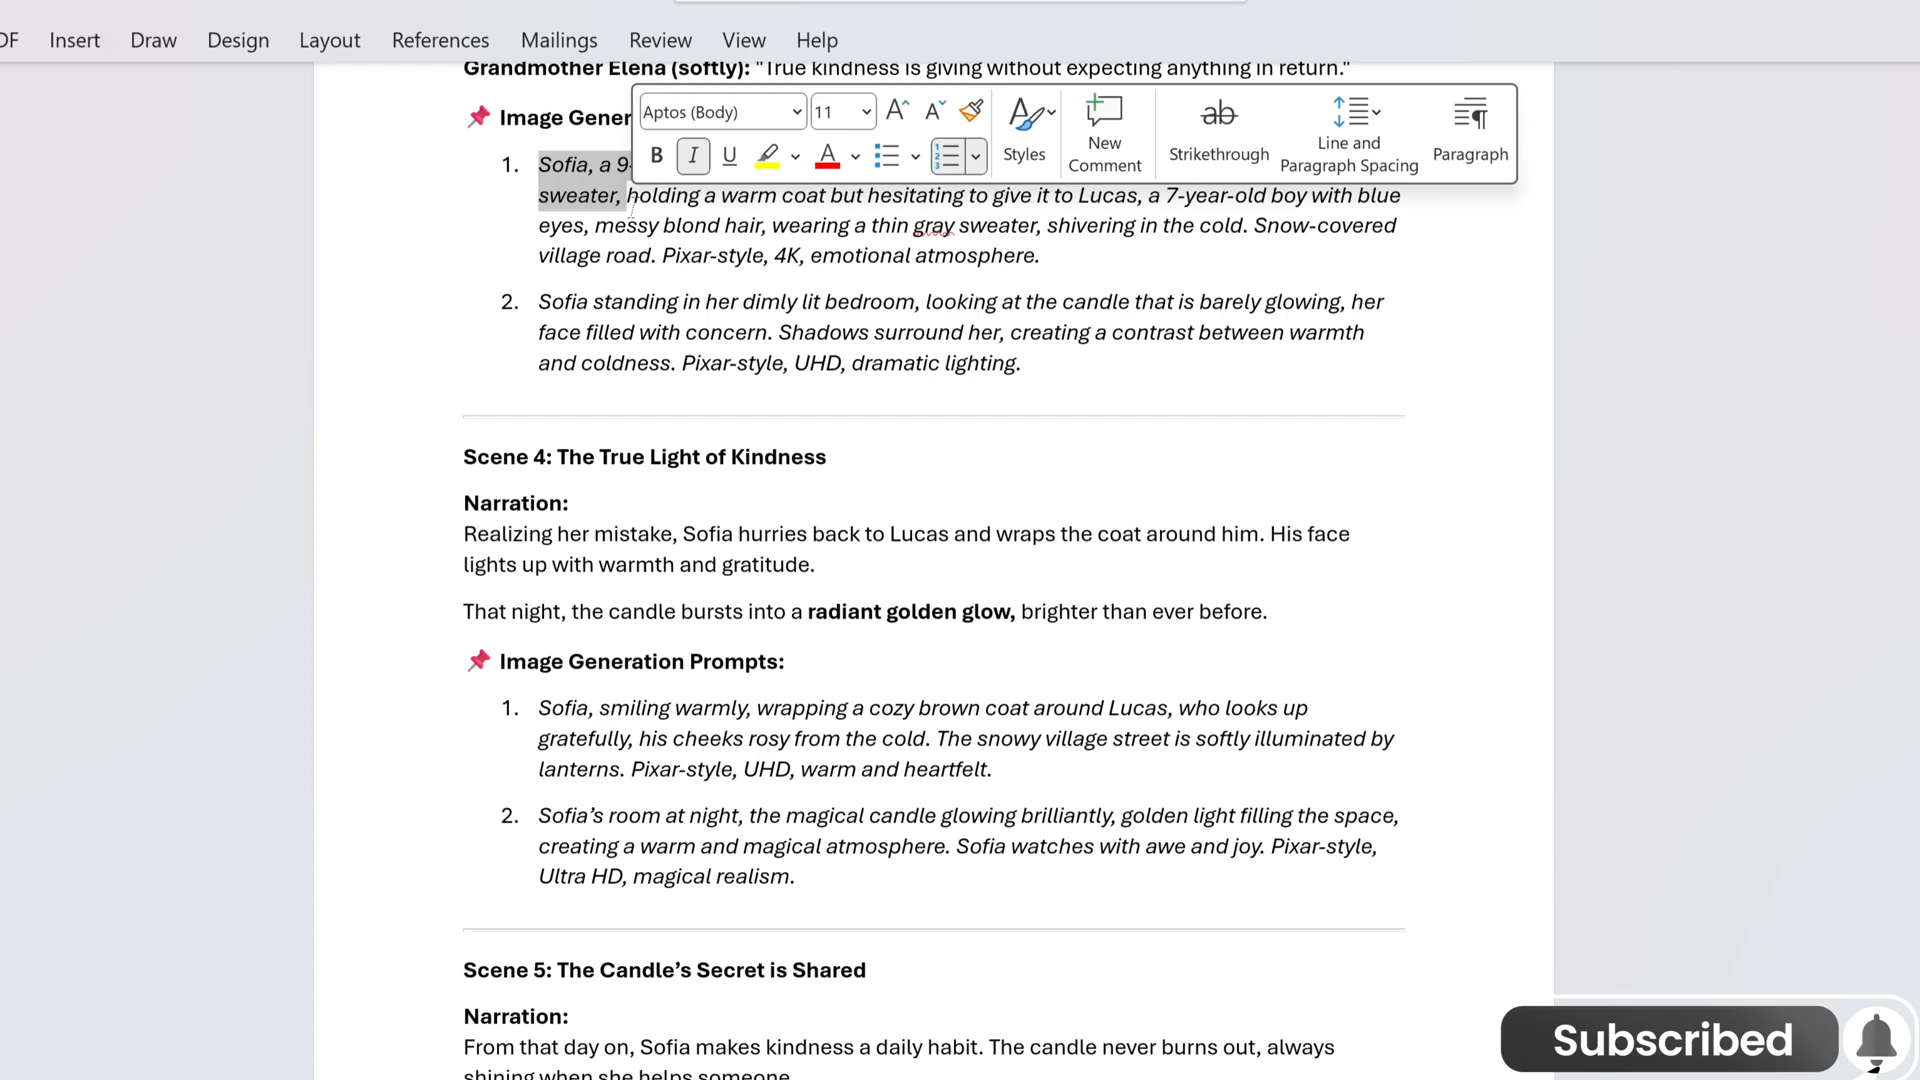 DF Insert Draw Design Layout References Mailings Review View Help
Grandmother Elena (softly): "True kindness is giving without expecting anything in return."
Image Gener
Aptos (Body) 11
B I U A Styles New Comment ab Strikethrough Line and Paragraph Spacing Paragraph
1. Sofia, a 9-
sweater, holding a warm coat but hesitating to give it to Lucas, a 7-year-old boy with blue
eyes, messy blond hair, wearing a thin gray sweater, shivering in the cold. Snow-covered
village road. Pixar-style, 4K, emotional atmosphere.
2. Sofia standing in her dimly lit bedroom, looking at the candle that is barely glowing, her
face filled with concern. Shadows surround her, creating a contrast between warmth
and coldness. Pixar-style, UHD, dramatic lighting.
Scene 4: The True Light of Kindness
Narration:
Realizing her mistake, Sofia hurries back to Lucas and wraps the coat around him. His face
lights up with warmth and gratitude.
That night, the candle bursts into a radiant golden glow, brighter than ever before.
Image Generation Prompts:
1. Sofia, smiling warmly, wrapping a cozy brown coat around Lucas, who looks up
gratefully, his cheeks rosy from the cold. The snowy village street is softly illuminated by
lanterns. Pixar-style, UHD, warm and heartfelt.
2. Sofia’s room at night, the magical candle glowing brilliantly, golden light filling the space,
creating a warm and magical atmosphere. Sofia watches with awe and joy. Pixar-style,
Ultra HD, magical realism.
Scene 5: The Candle’s Secret is Shared
Narration:
From that day on, Sofia makes kindness a daily habit. The candle never burns out, always
shining when she helps someone.
Subscribed